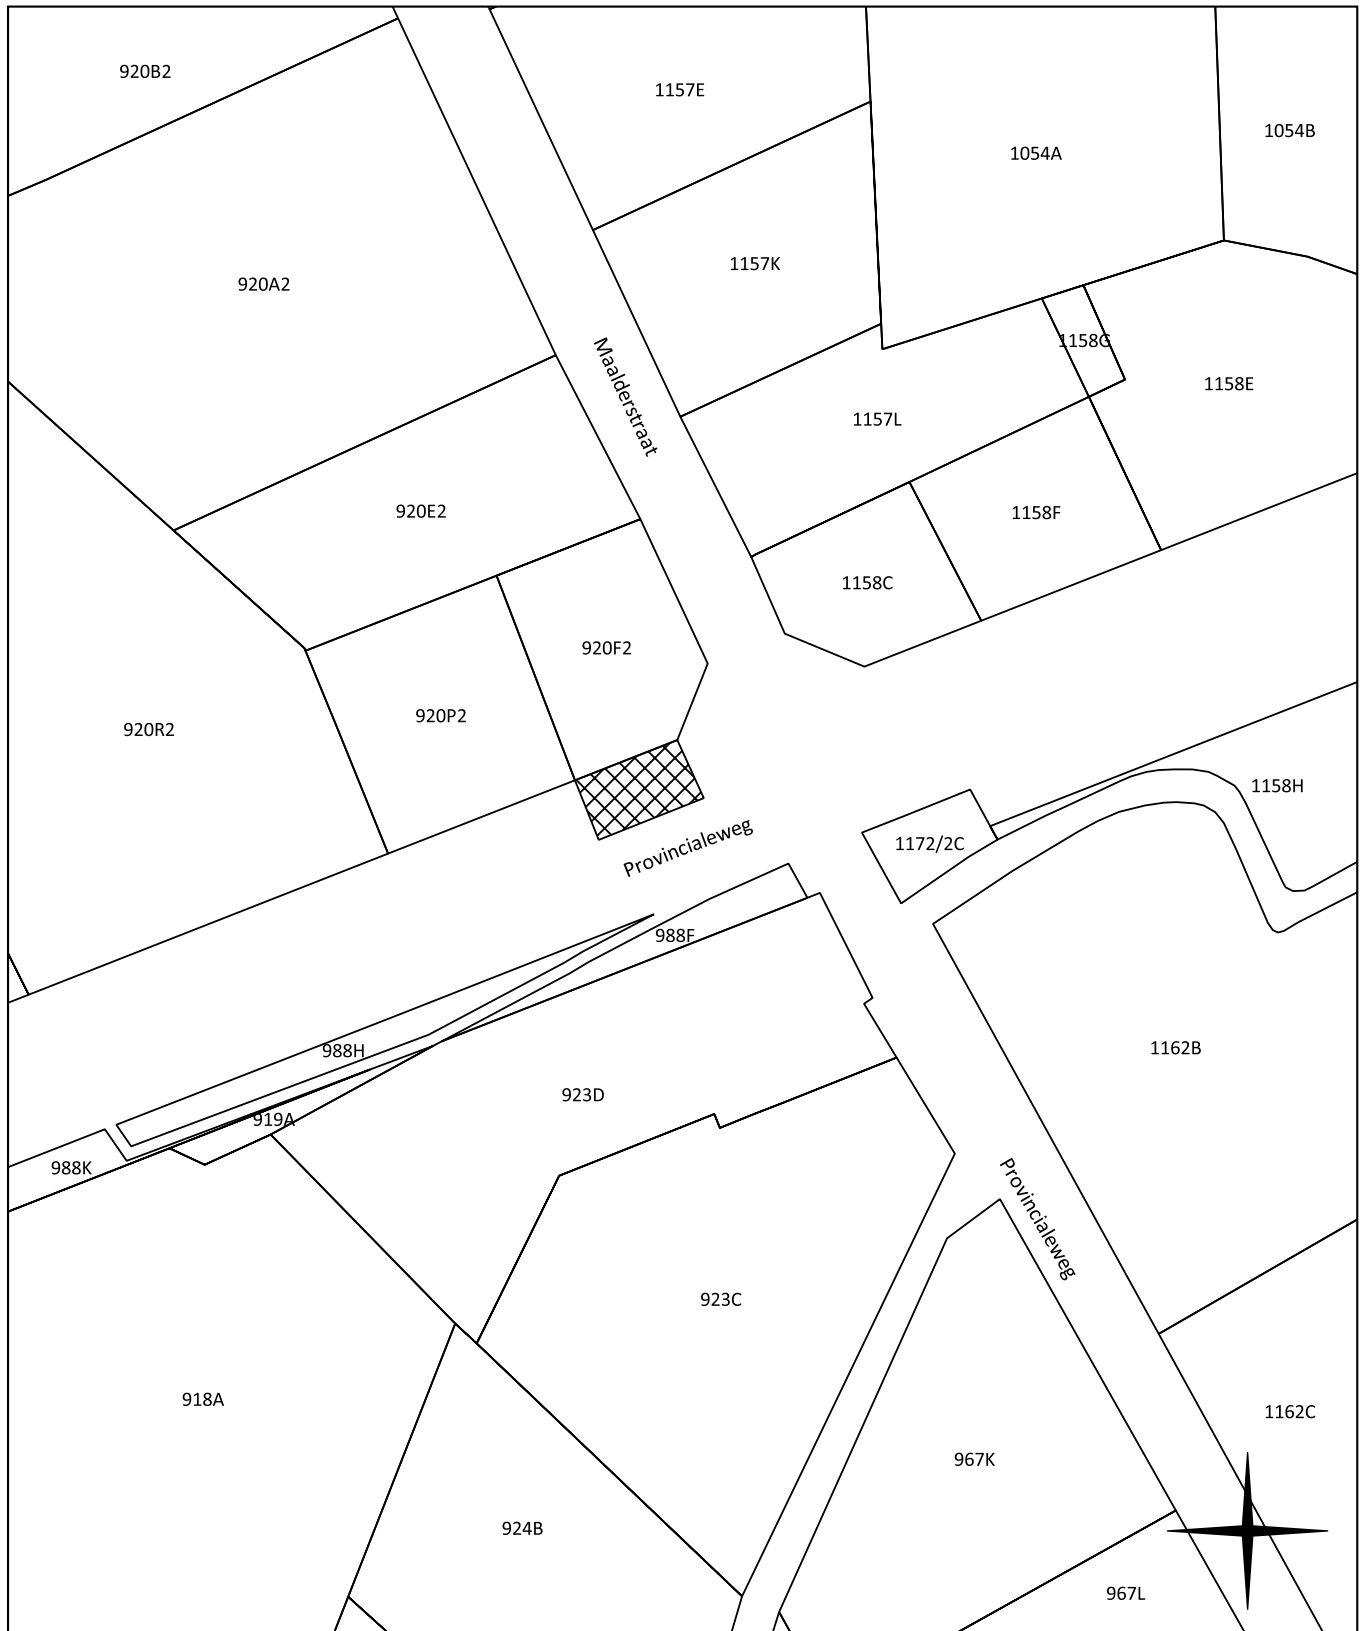 920B2
1157E
1054B
1054A
1157K
920A2
1158G
Maalderstraat
1158E
1157L
920E2
1158F
1158C
920F2
920P2
920R2
1158H
Provincialeweg
1172/2C
988F
1162B
988H
923D
919A
988K
Provincialeweg
923C
918A
1162C
967K
924B
967L